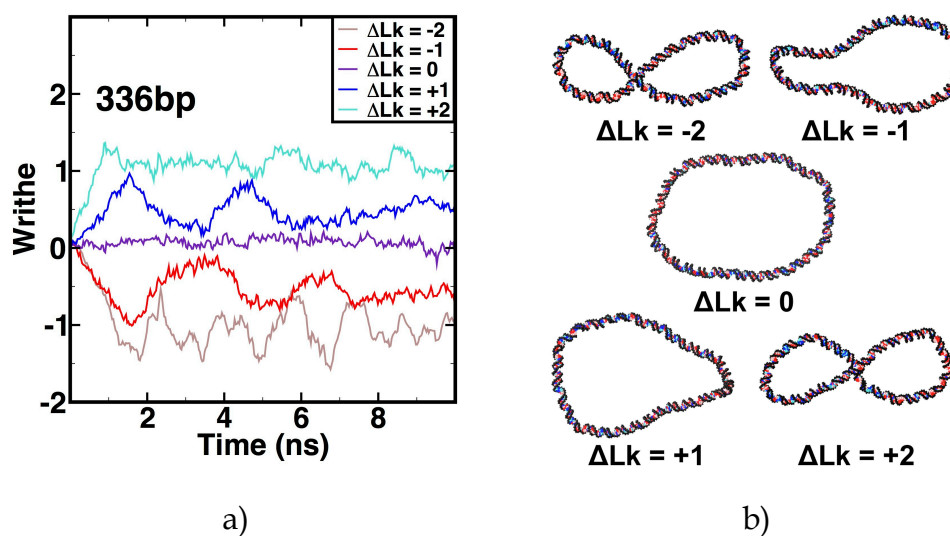 ΔLk = -2
ΔLk = -1
ΔLk = 0
ΔLk = +1
ΔLk = +2
336bp
Writhe
2
1
0
-1
-2
2
4
6
8
Time (ns)
a)
ΔLk = -2
ΔLk = -1
ΔLk = 0
ΔLk = +1
ΔLk = +2
b)